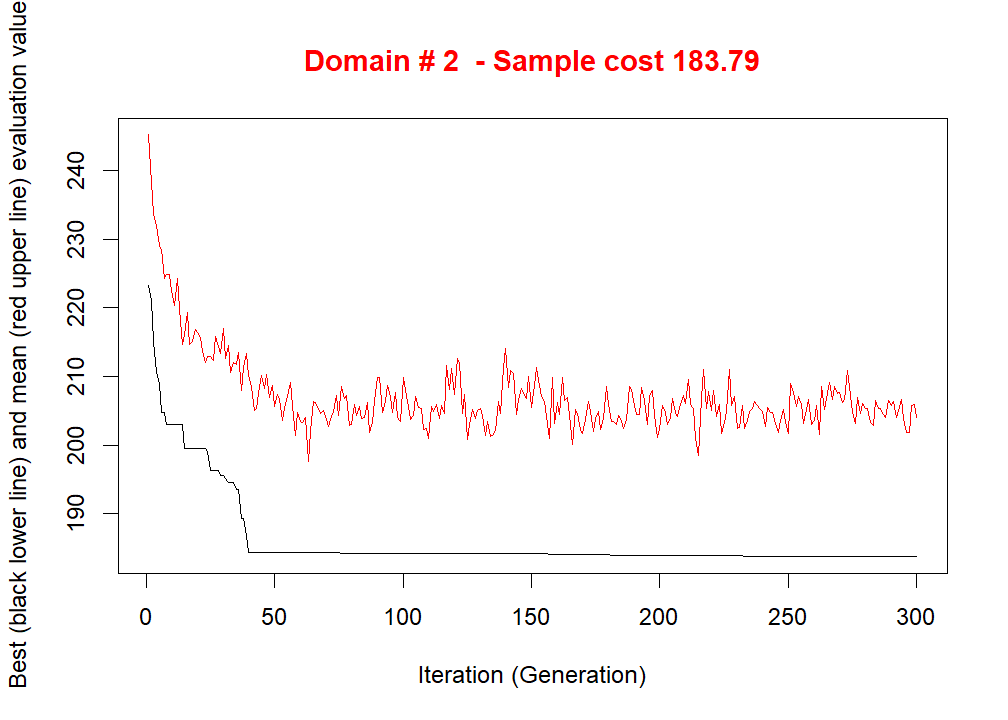 Domain # 2  - Sample cost 183.79
Best (black lower line) and mean (red upper line) evaluation value
240
230
220
210
200
190
0 50 100 150 200 250 300
Iteration (Generation)